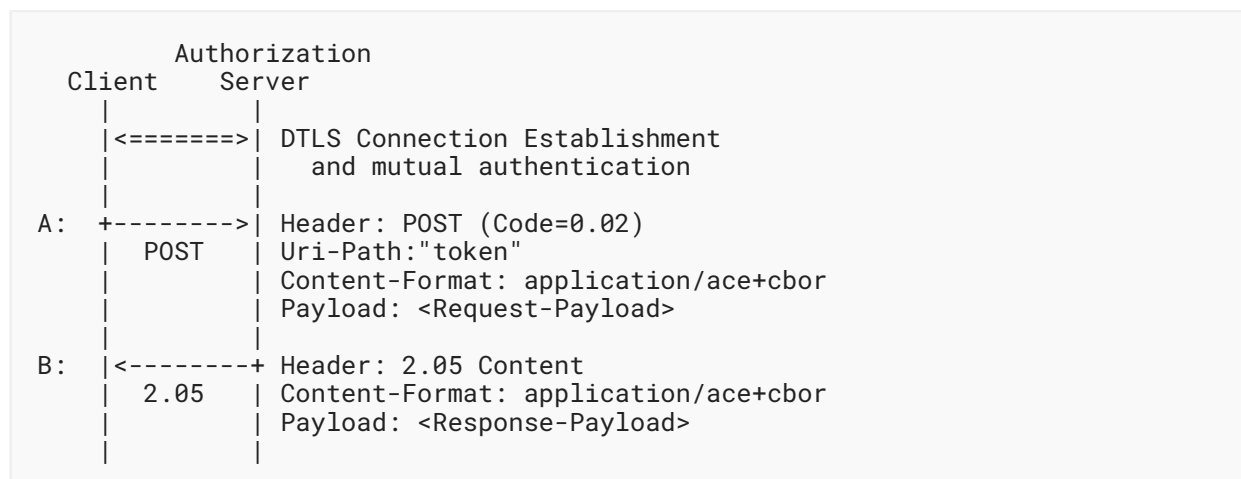 Authorization
  Client    Server
    |         |
    |<=======>| DTLS Connection Establishment
    |         |   and mutual authentication
    |         |
A:  +-------->| Header: POST (Code=0.02)
    |  POST   | Uri-Path:"token"
    |         | Content-Format: application/ace+cbor
    |         | Payload: <Request-Payload>
    |         |
B:  |<--------+ Header: 2.05 Content
    |  2.05   | Content-Format: application/ace+cbor
    |         | Payload: <Response-Payload>
    |         |